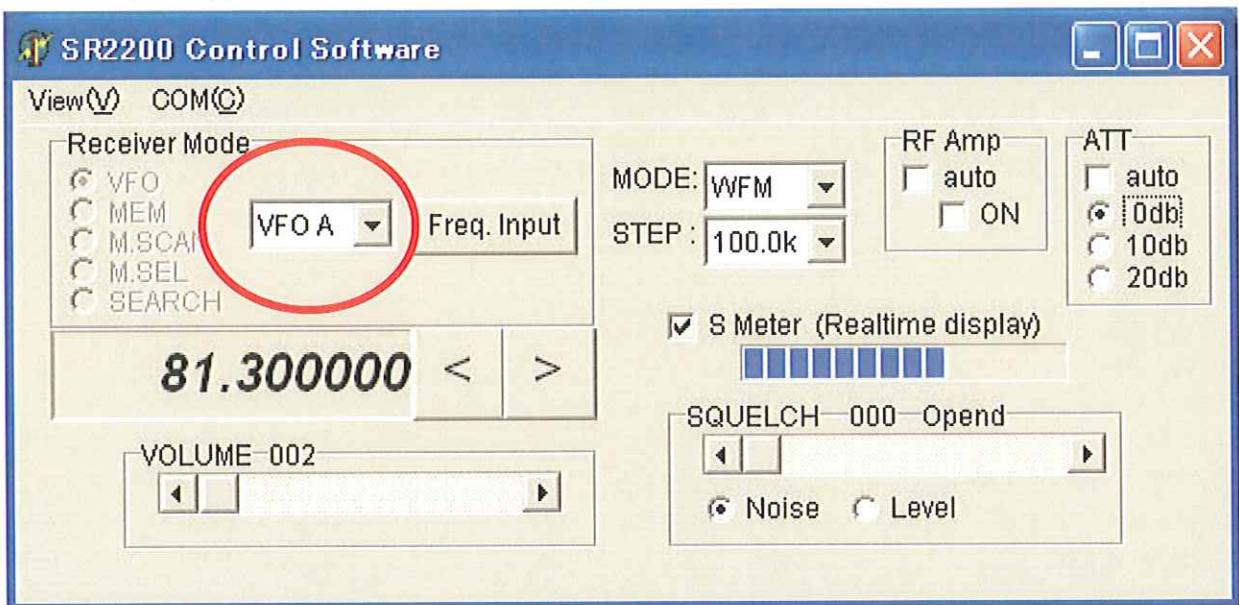 SR2200 Control Software
View(V) COM(C)
Receiver Mode
VFO
MEM
M.SCAN
M.SEL
SEARCH
VFO A
Freq. Input
MODE: WFM
STEP : 100.0k
RF Amp
auto
ON
ATT
auto
0db
10db
20db
81.300000 < >
S Meter (Realtime display)
VOLUME 002
SQUELCH 000 Opend
Noise Level